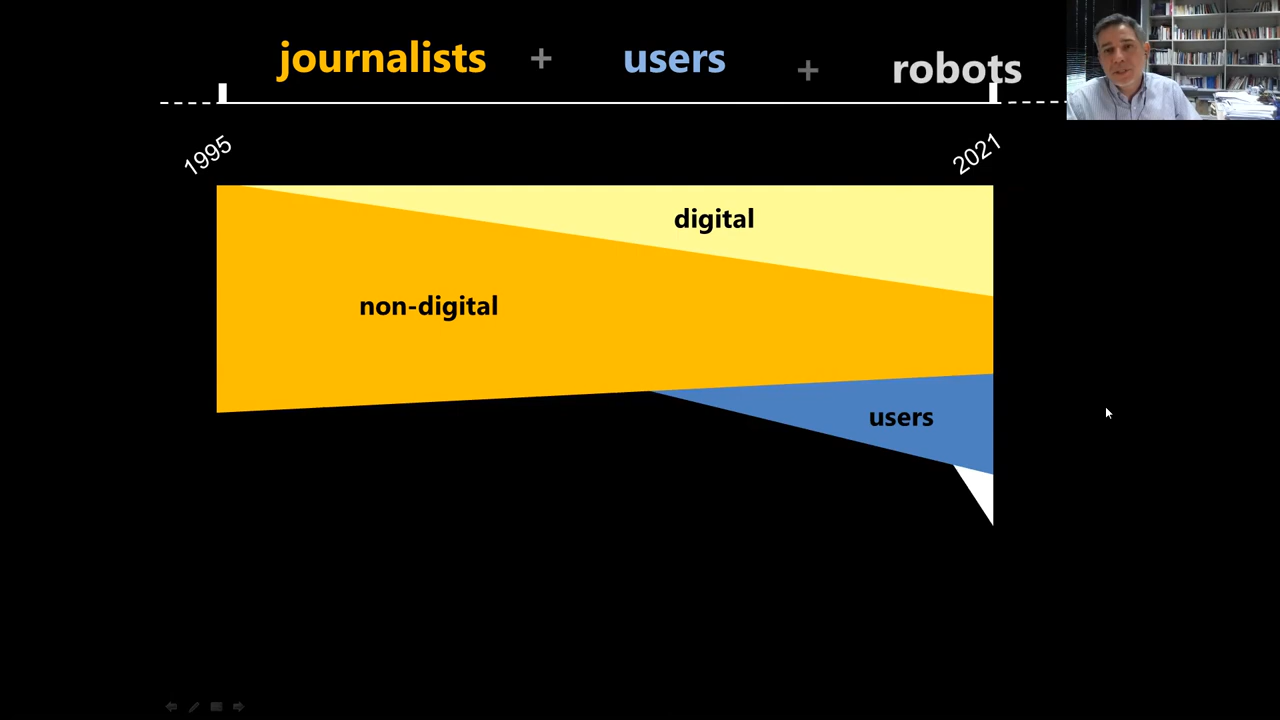 journalists + users + robots
1995
2021
digital
non-digital
users